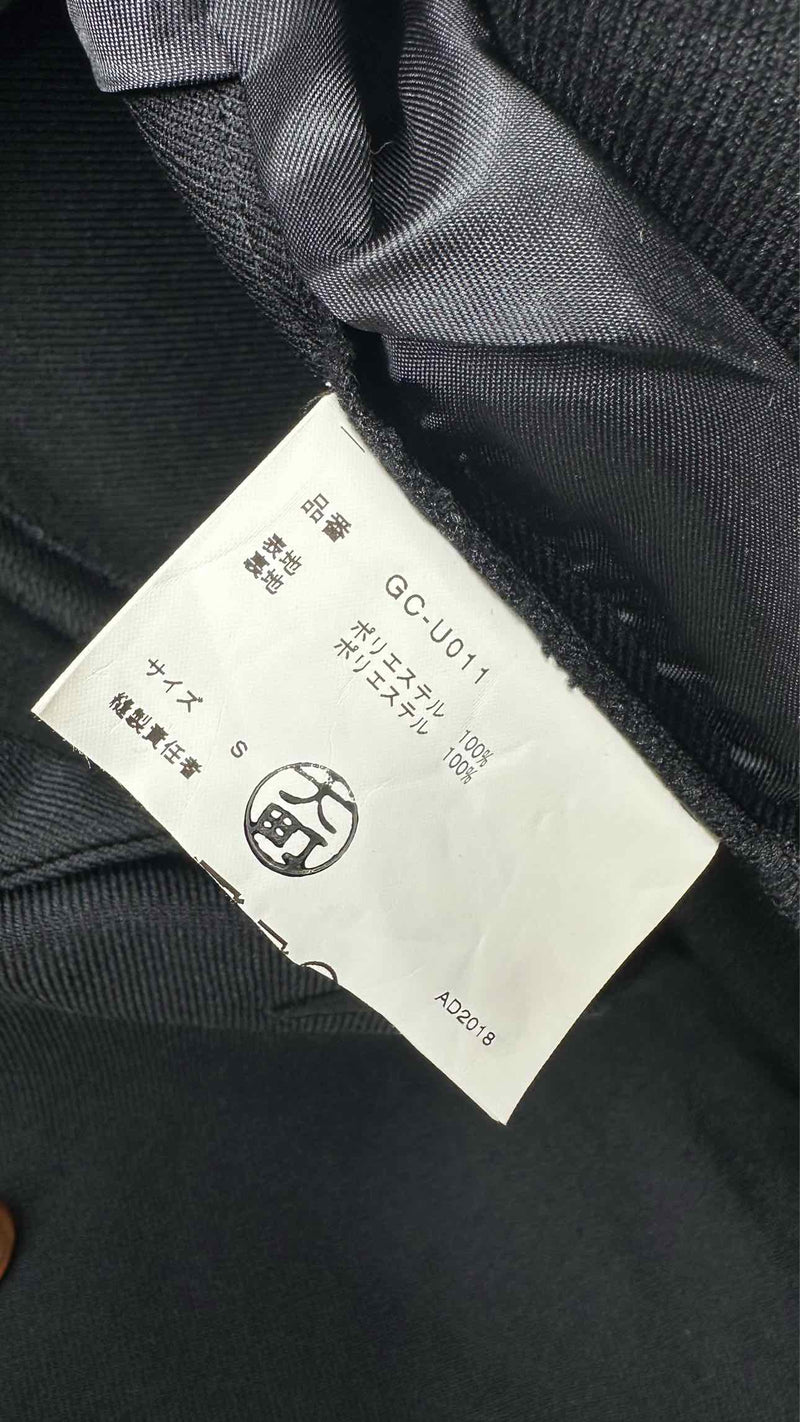 品番 GC-U011
表地 ポリエステル 100%
裏地 ポリエステル 100%
サイズ S
縫製責任者 大町
AD2018